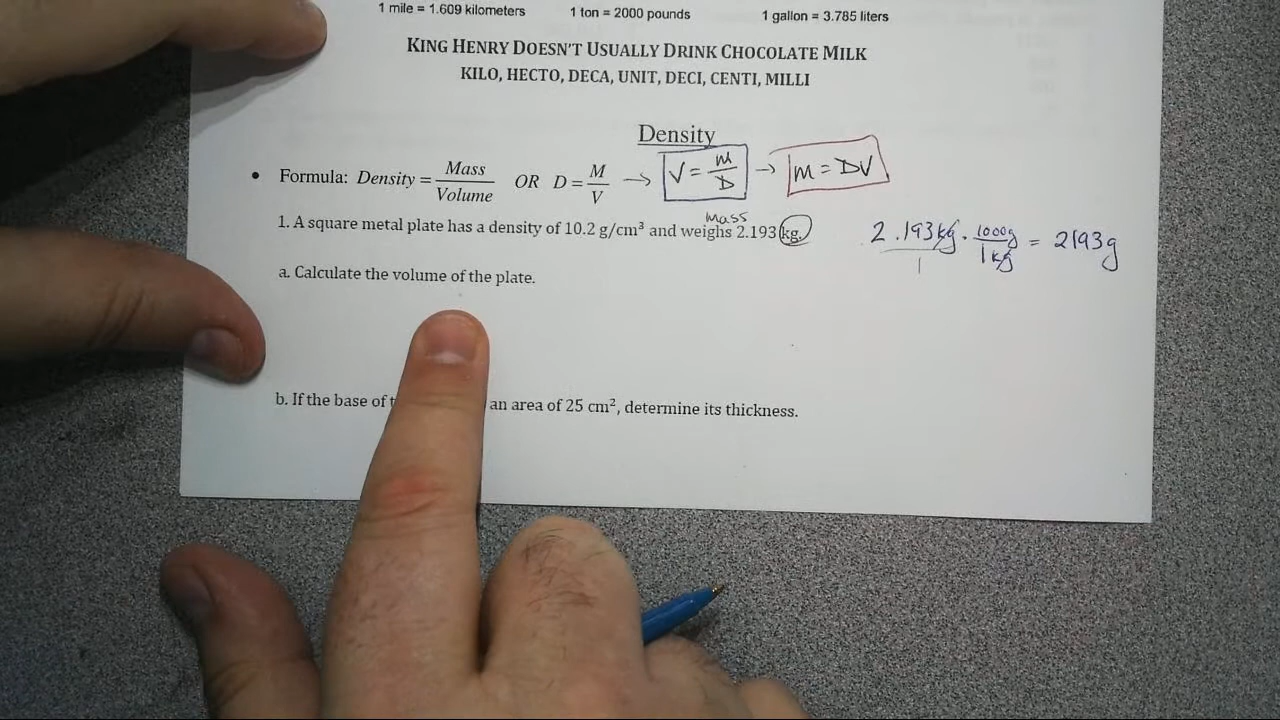 1 mile = 1.609 kilometers 1 ton = 2000 pounds 1 gallon = 3.785 liters
KING HENRY DOESN'T USUALLY DRINK CHOCOLATE MILK
KILO, HECTO, DECA, UNIT, DECI, CENTI, MILLI
Density
• Formula: Density = Mass/Volume OR D = M/V → V = m/D → m = DV
mass
1. A square metal plate has a density of 10.2 g/cm³ and weighs 2.193 kg.
2.193kg/1 · 1000g/1kg = 2193g
a. Calculate the volume of the plate.
b. If the base of an area of 25 cm², determine its thickness.